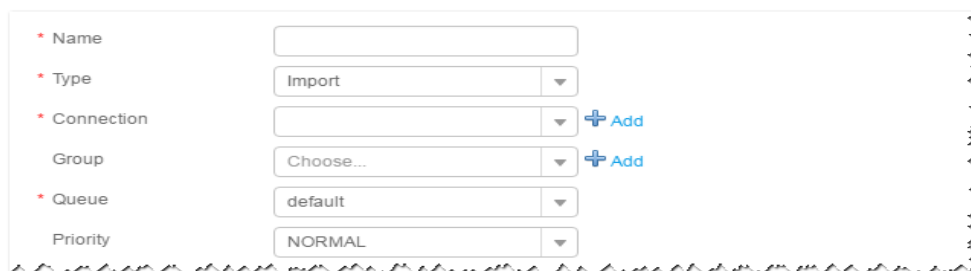 * Name
* Type Import
* Connection Add
Group Choose... Add
* Queue default
Priority NORMAL